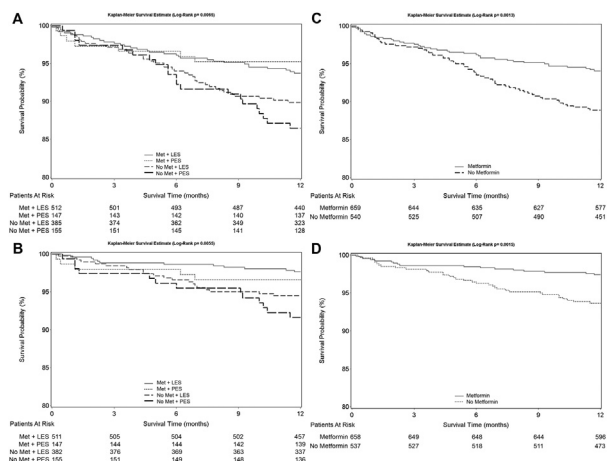 A
Kaplan-Meier Survival Estimate (Log-Rank p= 0.0095)
Survival Probability (%)
100
95
90
85
80
Met + LES
Met + PES
No Met + LES
No Met + PES
0 3 6 9 12
Patients At Risk
Survival Time (months)
Met + LES 512 501 493 487 440
Met + PES 147 143 142 140 137
No Met + LES 385 374 362 349 323
No Met + PES 155 151 145 141 128
C
Kaplan-Meier Survival Estimate (Log-Rank p= 0.0013)
Survival Probability (%)
100
95
90
85
80
Metformin
No Metformin
0 3 6 9 12
Patients At Risk
Survival Time (months)
Metformin 659 644 635 627 577
No Metformin 540 525 507 490 451
B
Kaplan-Meier Survival Estimate (Log-Rank p= 0.0055)
Survival Probability (%)
100
95
90
85
80
Met + LES
Met + PES
No Met + LES
No Met + PES
0 3 6 9 12
Patients At Risk
Survival Time (months)
Met + LES 511 505 504 502 457
Met + PES 147 144 144 142 139
No Met + LES 382 376 369 363 337
No Met + PES 155 151 149 148 136
D
Kaplan-Meier Survival Estimate (Log-Rank p= 0.0015)
Survival Probability (%)
100
95
90
85
80
Metformin
No Metformin
0 3 6 9 12
Patients At Risk
Survival Time (months)
Metformin 658 649 648 644 596
No Metformin 537 527 518 511 473